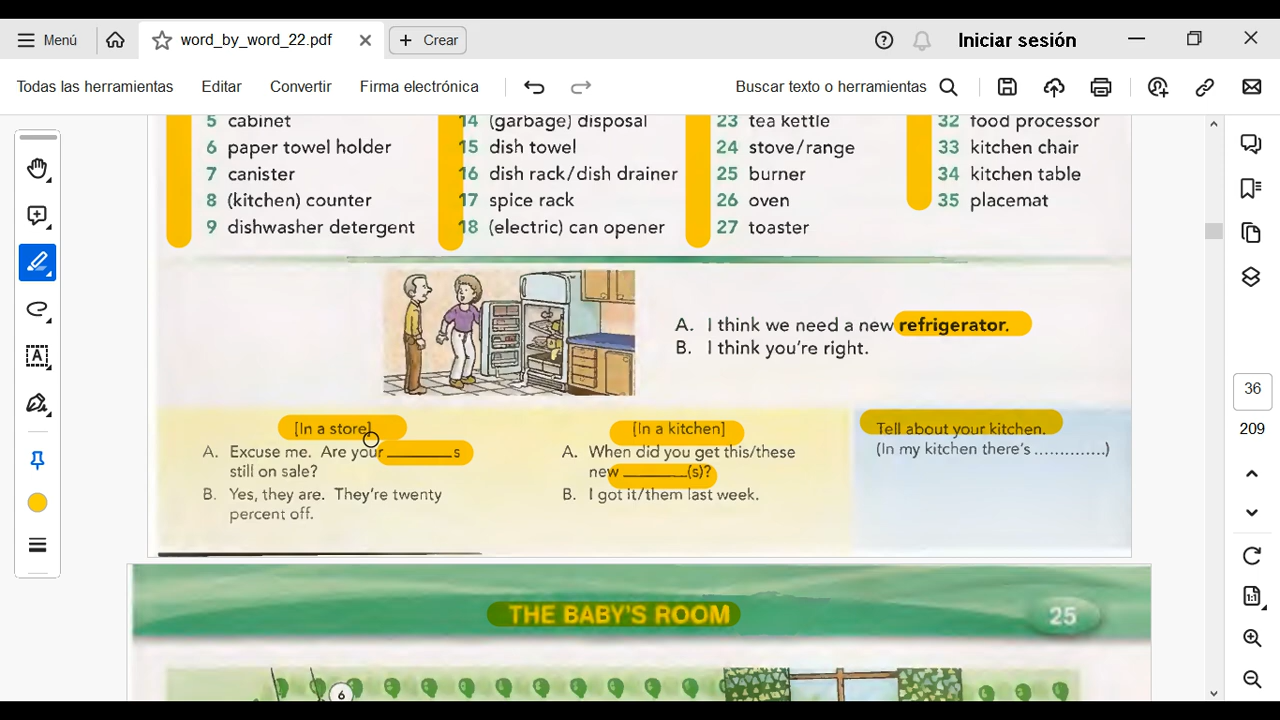 Menú
word_by_word_22.pdf
Crear
Iniciar sesión
Todas las herramientas
Editar
Convertir
Firma electrónica
Buscar texto o herramientas
5 cabinet
6 paper towel holder
7 canister
8 (kitchen) counter
9 dishwasher detergent
14 (garbage) disposal
15 dish towel
16 dish rack/dish drainer
17 spice rack
18 (electric) can opener
23 tea kettle
24 stove/range
25 burner
26 oven
27 toaster
32 food processor
33 kitchen chair
34 kitchen table
35 placemat
A. I think we need a new refrigerator.
B. I think you're right.
[In a store]
A. Excuse me. Are your ________s
still on sale?
B. Yes, they are. They're twenty
percent off.
[In a kitchen]
A. When did you get this/these
new ________(s)?
B. I got it/them last week.
Tell about your kitchen.
(In my kitchen there's .............)
THE BABY'S ROOM
25
6
36
209
1:1